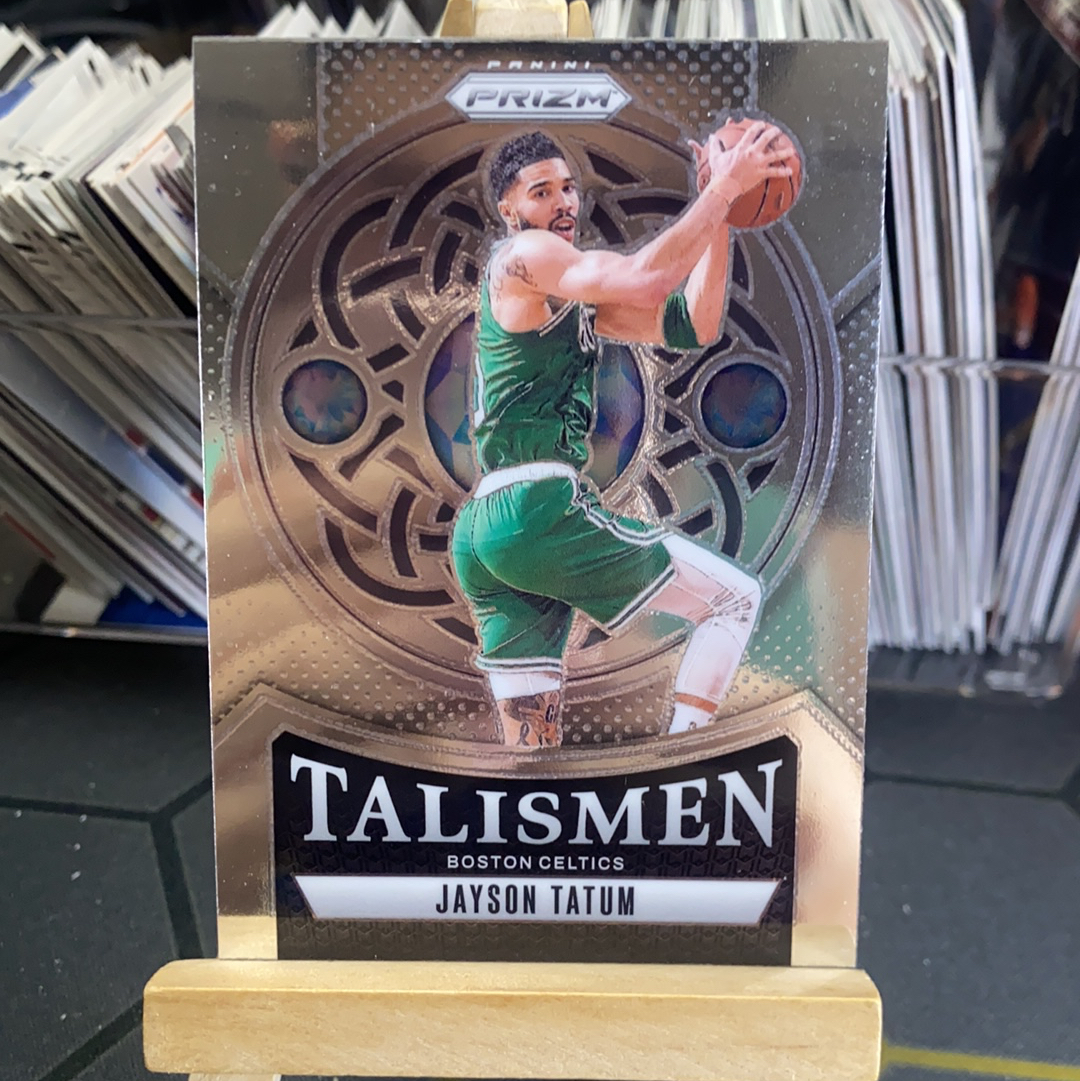 PANINI
PRIZM
TALISMEN
BOSTON CELTICS
JAYSON TATUM